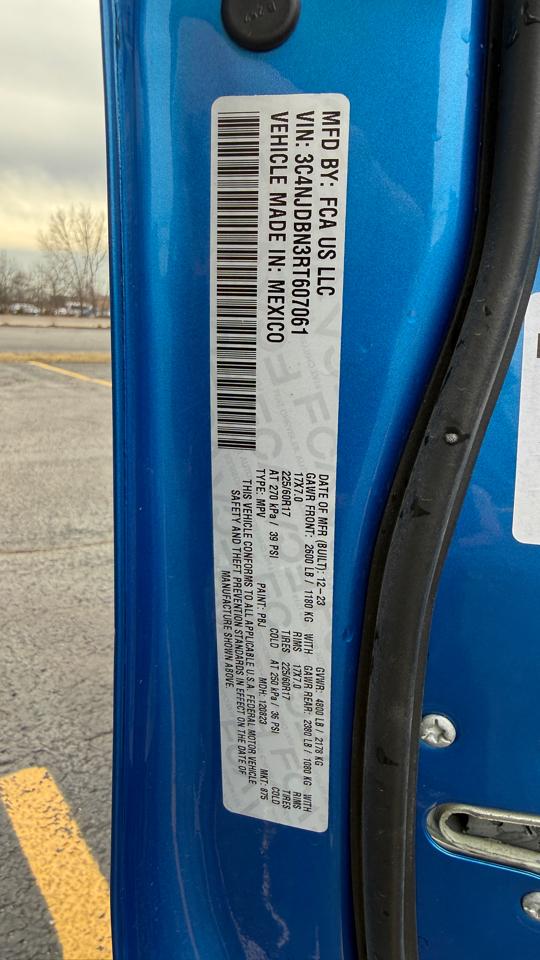 MFD BY: FCA US LLC
VIN: 3C4NJDBN3RT607061
VEHICLE MADE IN: MEXICO
DATE OF MFR (BUILT): 12-23 GVWR: 4800 LB / 2178 KG
GAWR FRONT: 2600 LB / 1180 KG WITH GAWR REAR: 2380 LB / 1080 KG WITH
17X7.0 RIMS 17X7.0 RIMS
225/60R17 TIRES 225/60R17 TIRES
AT 270 kPa / 39 PSI COLD AT 250 kPa / 36 PSI COLD
TYPE: MPV PAINT: PBJ MDH: 120823 MKT: 875
THIS VEHICLE CONFORMS TO ALL APPLICABLE U.S.A. FEDERAL MOTOR VEHICLE
SAFETY AND THEFT PREVENTION STANDARDS IN EFFECT ON THE DATE OF
MANUFACTURE SHOWN ABOVE.